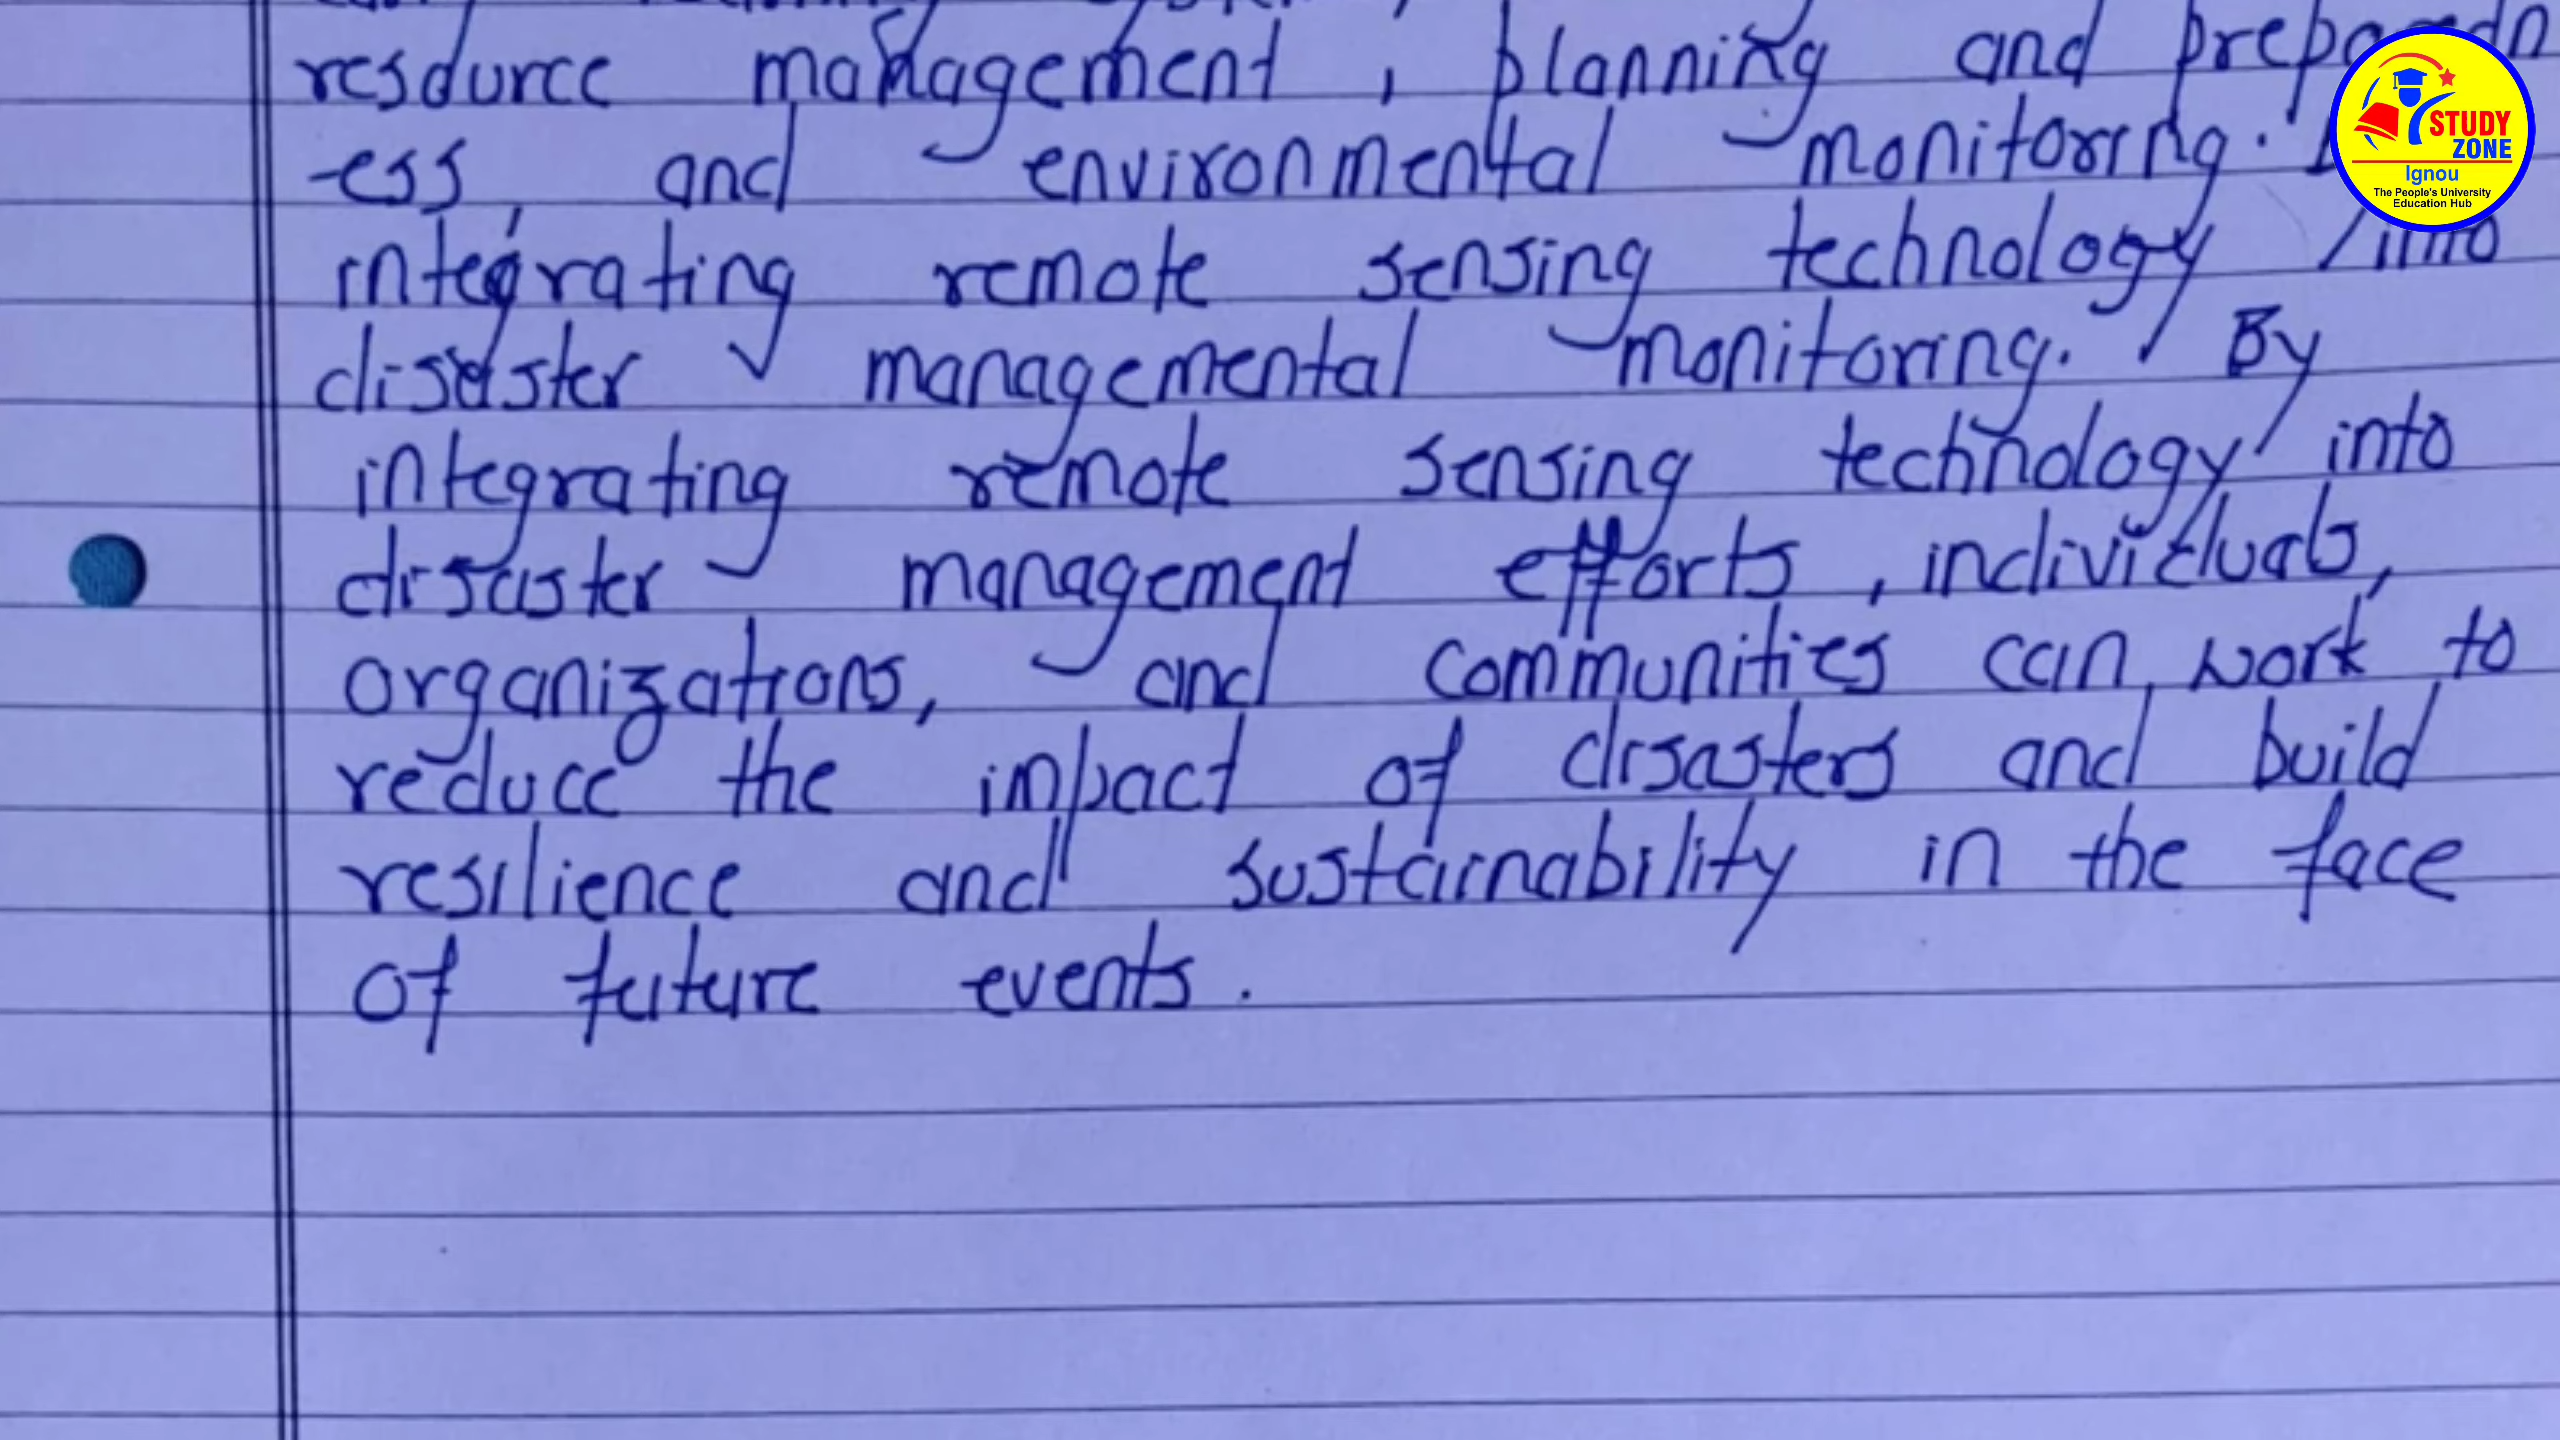 resource management, planning and preparedn
-ess, and environmental monitoring.
integrating remote sensing technology into
disaster managemental monitoring. By
integrating remote sensing technology into
disaster management efforts, individuals,
organizations, and communities can work to
reduce the impact of disasters and build
resilience and sustainability in the face
of future events.
STUDY
ZONE
Ignou
The People's University
Education Hub